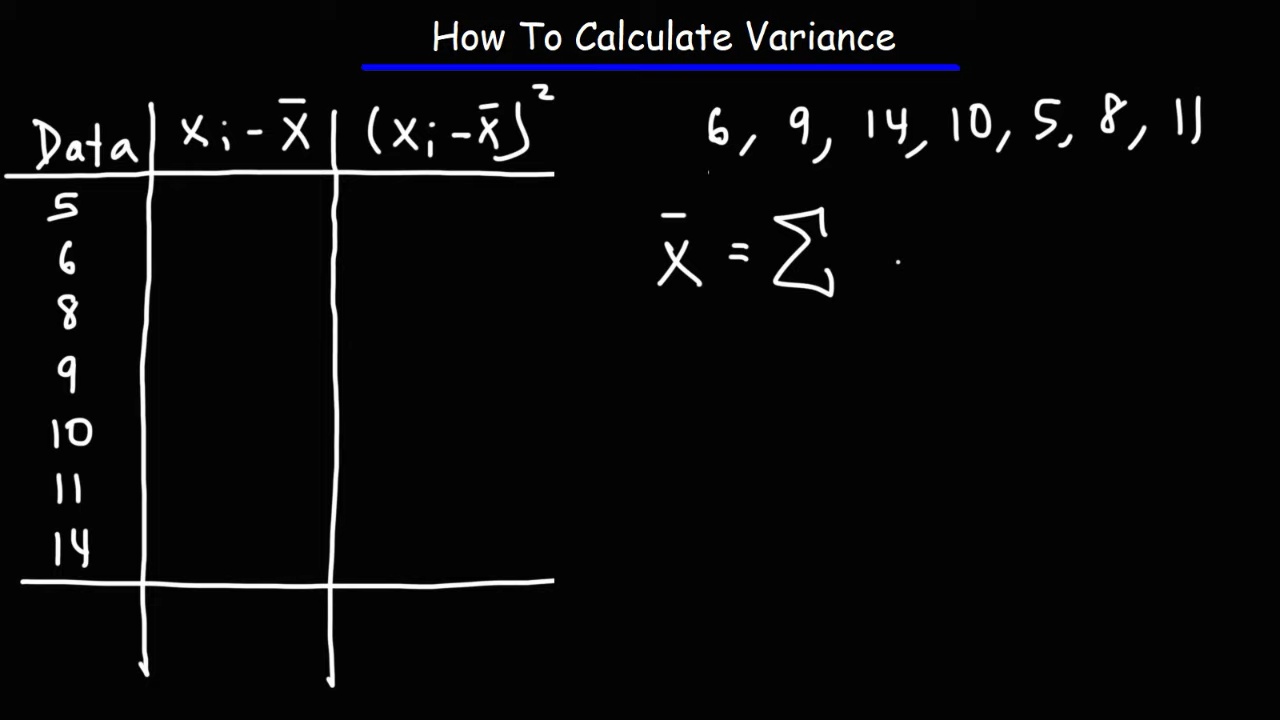 How To Calculate Variance
Data | xᵢ - x̄ | (xᵢ - x̄)²
6, 9, 14, 10, 5, 8, 11
x̄ = Σ
5
6
8
9
10
11
14